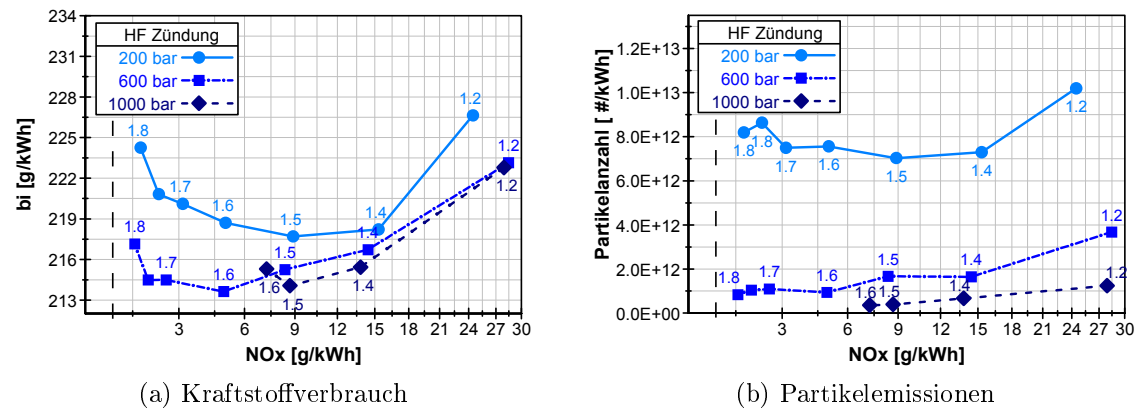 234
231
228
225
222
219
216
213
bi [g/kWh]
HF Zündung
200 bar
600 bar
1000 bar
1.8
1.7
1.6
1.5
1.4
1.2
1.8
1.7
1.6
1.5
1.4
1.2
1.6
1.5
1.4
1.2
3 6 9 12 15 18 21 24 27 30
NOx [g/kWh]
(a) Kraftstoffverbrauch
1.2E+13
1.0E+13
8.0E+12
6.0E+12
4.0E+12
2.0E+12
0.0E+00
Partikelanzahl [ #/kWh]
HF Zündung
200 bar
600 bar
1000 bar
1.8
1.8
1.7
1.6
1.5
1.4
1.2
1.8
1.7
1.6
1.5
1.4
1.2
1.6
1.5
1.4
1.2
3 6 9 12 15 18 21 24 27 30
NOx [g/kWh]
(b) Partikelemissionen